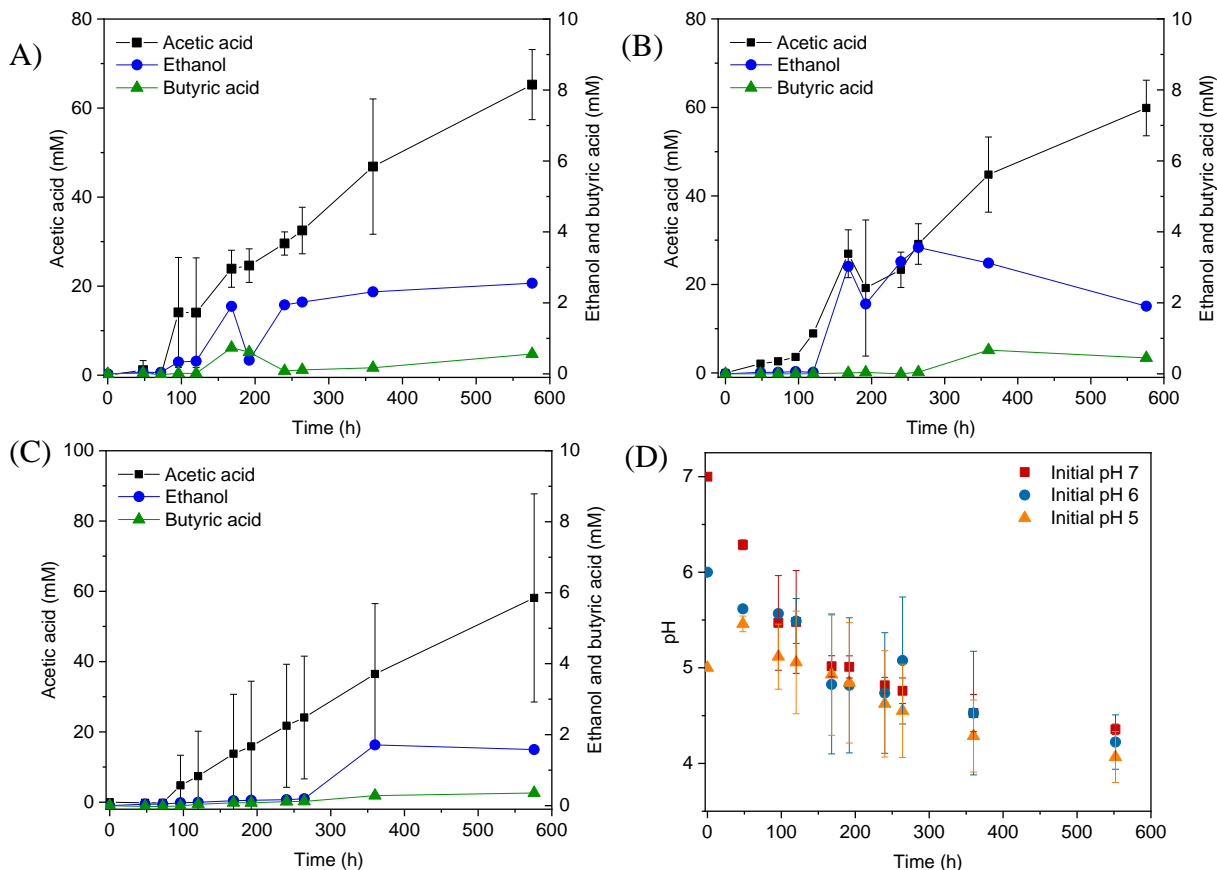 A)
Acetic acid
Ethanol
Butyric acid
Acetic acid (mM)
Ethanol and butyric acid (mM)
80
60
40
20
0
10
8
6
4
2
0
0 100 200 300 400 500 600
Time (h)
(B)
Acetic acid
Ethanol
Butyric acid
Acetic acid (mM)
Ethanol and butyric acid (mM)
80
60
40
20
0
10
8
6
4
2
0
0 100 200 300 400 500 600
Time (h)
(C)
Acetic acid
Ethanol
Butyric acid
Acetic acid (mM)
Ethanol and butyric acid (mM)
100
80
60
40
20
0
10
8
6
4
2
0
0 100 200 300 400 500 600
Time (h)
(D)
Initial pH 7
Initial pH 6
Initial pH 5
pH
7
6
5
4
0 100 200 300 400 500 600
Time (h)